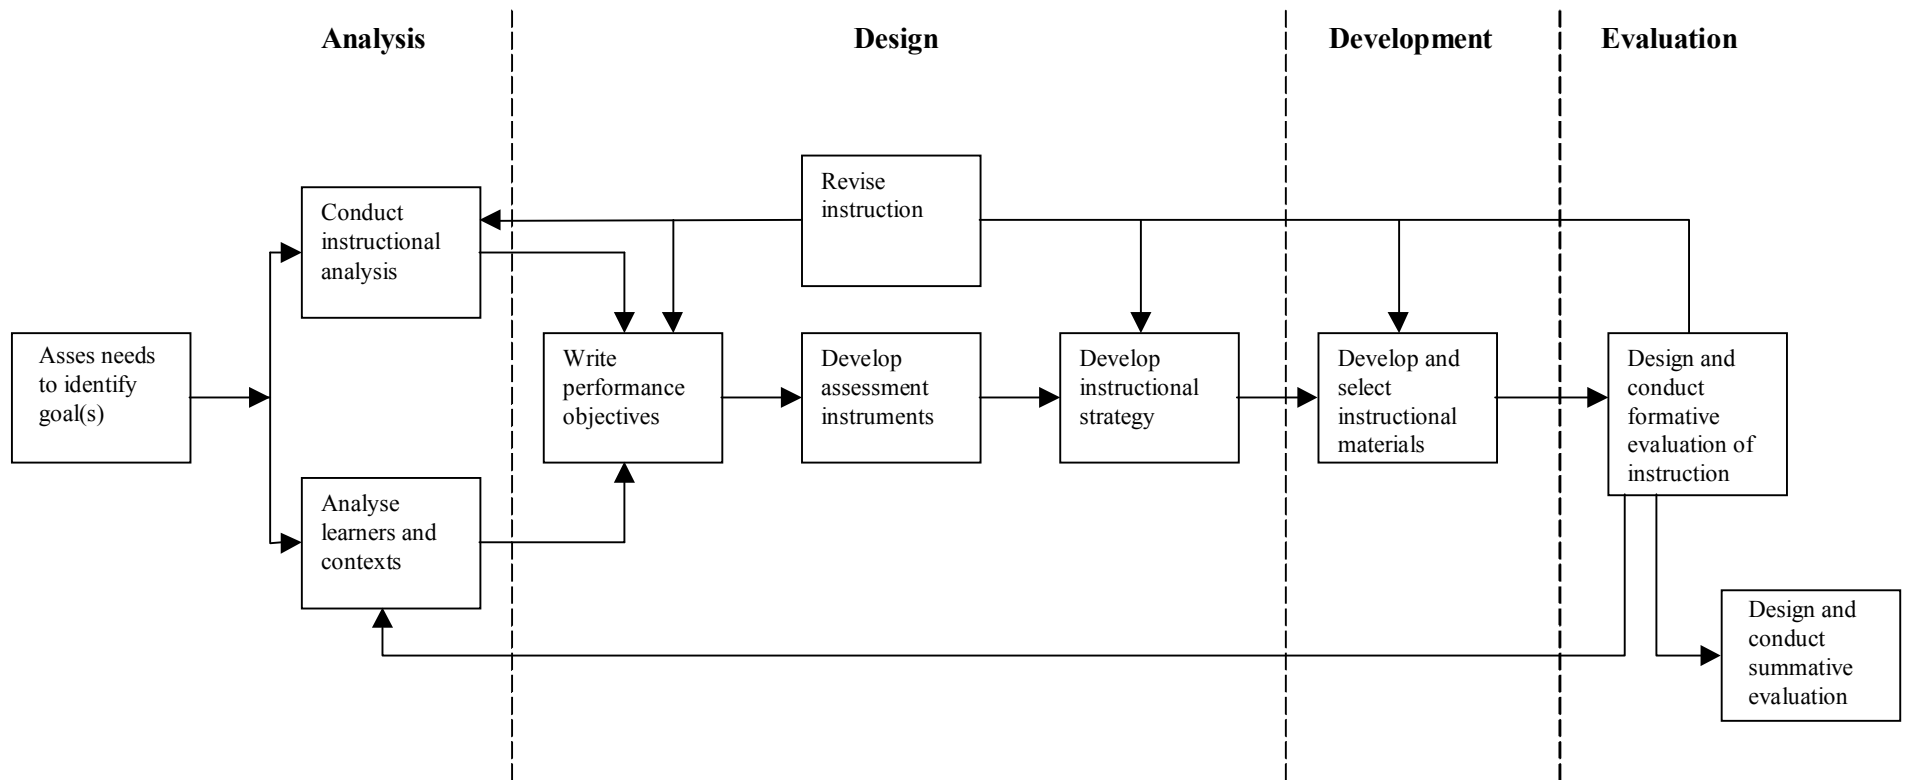 Analysis
Design
Development
Evaluation
Revise
instruction
Conduct
instructional
analysis
Asses needs
to identify
goal(s)
Write
performance
objectives
Develop
assessment
instruments
Develop
instructional
strategy
Develop and
select
instructional
materials
Design and
conduct
formative
evaluation of
instruction
Analyse
learners and
contexts
Design and
conduct
summative
evaluation